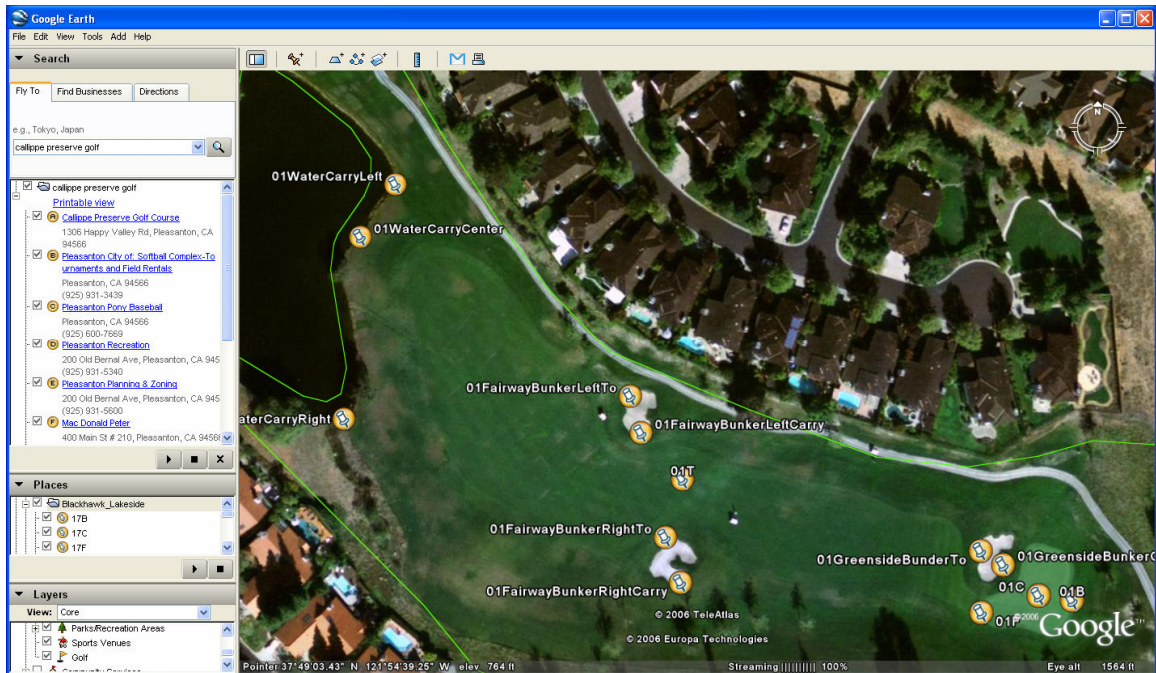 Google Earth
File Edit View Tools Add Help
Search
Fly To Find Businesses Directions
e.g., Tokyo, Japan
callippe preserve golf
callippe preserve golf
Printable view
A Callippe Preserve Golf Course
1306 Happy Valley Rd, Pleasanton, CA
94566
B Pleasanton City of: Softball Complex-To
urnaments and Field Rentals
Pleasanton, CA 94566
(925) 931-3439
C Pleasanton Pony Baseball
Pleasanton, CA 94566
(925) 600-7669
D Pleasanton Recreation
200 Old Bernal Ave, Pleasanton, CA 945
(925) 931-5340
E Pleasanton Planning & Zoning
200 Old Bernal Ave, Pleasanton, CA 945
(925) 931-5600
F Mac Donald Peter
400 Main St # 210, Pleasanton, CA 9456
Places
Blackhawk_Lakeside
17B
17C
17F
Layers
View: Core
Parks/Recreation Areas
Sports Venues
Golf
N
01WaterCarryLeft
01WaterCarryCenter
01FairwayBunkerLeftTo
aterCarryRight
01FairwayBunkerLeftCarry
01T
01FairwayBunkerRightTo
01GreensideBunderTo
01GreensideBunkerC
01FairwayBunkerRightCarry
01C
01B
01F
© 2006 TeleAtlas
© 2006 Europa Technologies
©2006 Google™
Pointer 37°49'03.43" N 121°54'39.25" W elev 764 ft Streaming |||||||||| 100% Eye alt 1564 ft